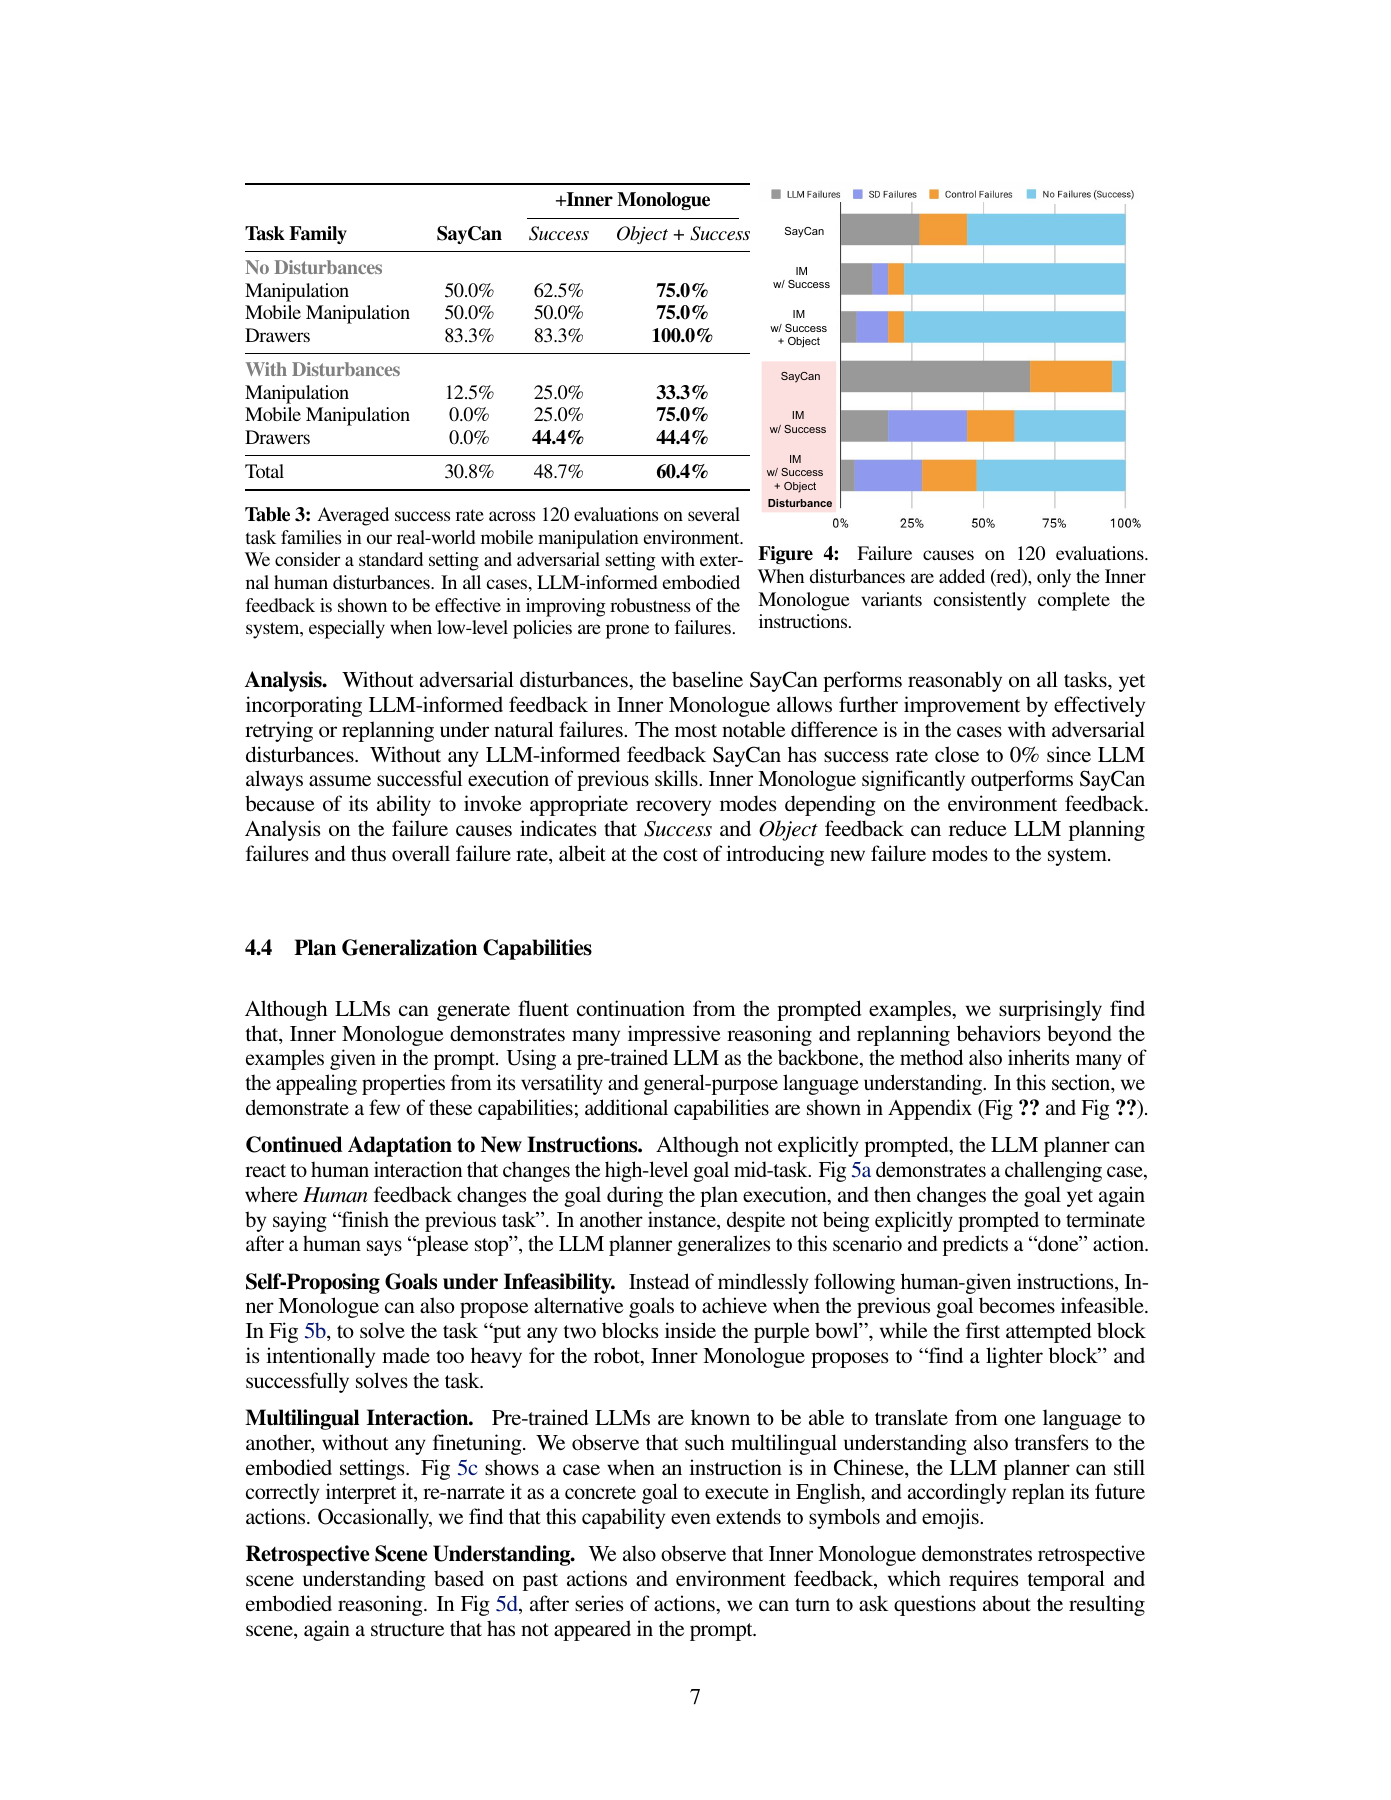 +Inner Monologue
Task Family SayCan Success Object + Success
No Disturbances
Manipulation 50.0% 62.5% 75.0%
Mobile Manipulation 50.0% 50.0% 75.0%
Drawers 83.3% 83.3% 100.0%
With Disturbances
Manipulation 12.5% 25.0% 33.3%
Mobile Manipulation 0.0% 25.0% 75.0%
Drawers 0.0% 44.4% 44.4%
Total 30.8% 48.7% 60.4%
Table 3: Averaged success rate across 120 evaluations on several
task families in our real-world mobile manipulation environment.
We consider a standard setting and adversarial setting with exter-
nal human disturbances. In all cases, LLM-informed embodied
feedback is shown to be effective in improving robustness of the
system, especially when low-level policies are prone to failures.
LLM Failures SD Failures Control Failures No Failures (Success)
SayCan
IM
w/ Success
IM
w/ Success
+ Object
SayCan
IM
w/ Success
IM
w/ Success
+ Object
Disturbance
0% 25% 50% 75% 100%
Figure 4: Failure causes on 120 evaluations.
When disturbances are added (red), only the Inner
Monologue variants consistently complete the
instructions.
Analysis. Without adversarial disturbances, the baseline SayCan performs reasonably on all tasks, yet
incorporating LLM-informed feedback in Inner Monologue allows further improvement by effectively
retrying or replanning under natural failures. The most notable difference is in the cases with adversarial
disturbances. Without any LLM-informed feedback SayCan has success rate close to 0% since LLM
always assume successful execution of previous skills. Inner Monologue significantly outperforms SayCan
because of its ability to invoke appropriate recovery modes depending on the environment feedback.
Analysis on the failure causes indicates that Success and Object feedback can reduce LLM planning
failures and thus overall failure rate, albeit at the cost of introducing new failure modes to the system.
4.4 Plan Generalization Capabilities
Although LLMs can generate fluent continuation from the prompted examples, we surprisingly find
that, Inner Monologue demonstrates many impressive reasoning and replanning behaviors beyond the
examples given in the prompt. Using a pre-trained LLM as the backbone, the method also inherits many of
the appealing properties from its versatility and general-purpose language understanding. In this section, we
demonstrate a few of these capabilities; additional capabilities are shown in Appendix (Fig ?? and Fig ??).
Continued Adaptation to New Instructions. Although not explicitly prompted, the LLM planner can
react to human interaction that changes the high-level goal mid-task. Fig 5a demonstrates a challenging case,
where Human feedback changes the goal during the plan execution, and then changes the goal yet again
by saying “finish the previous task”. In another instance, despite not being explicitly prompted to terminate
after a human says “please stop”, the LLM planner generalizes to this scenario and predicts a “done” action.
Self-Proposing Goals under Infeasibility. Instead of mindlessly following human-given instructions, In-
ner Monologue can also propose alternative goals to achieve when the previous goal becomes infeasible.
In Fig 5b, to solve the task “put any two blocks inside the purple bowl”, while the first attempted block
is intentionally made too heavy for the robot, Inner Monologue proposes to “find a lighter block” and
successfully solves the task.
Multilingual Interaction. Pre-trained LLMs are known to be able to translate from one language to
another, without any finetuning. We observe that such multilingual understanding also transfers to the
embodied settings. Fig 5c shows a case when an instruction is in Chinese, the LLM planner can still
correctly interpret it, re-narrate it as a concrete goal to execute in English, and accordingly replan its future
actions. Occasionally, we find that this capability even extends to symbols and emojis.
Retrospective Scene Understanding. We also observe that Inner Monologue demonstrates retrospective
scene understanding based on past actions and environment feedback, which requires temporal and
embodied reasoning. In Fig 5d, after series of actions, we can turn to ask questions about the resulting
scene, again a structure that has not appeared in the prompt.
7